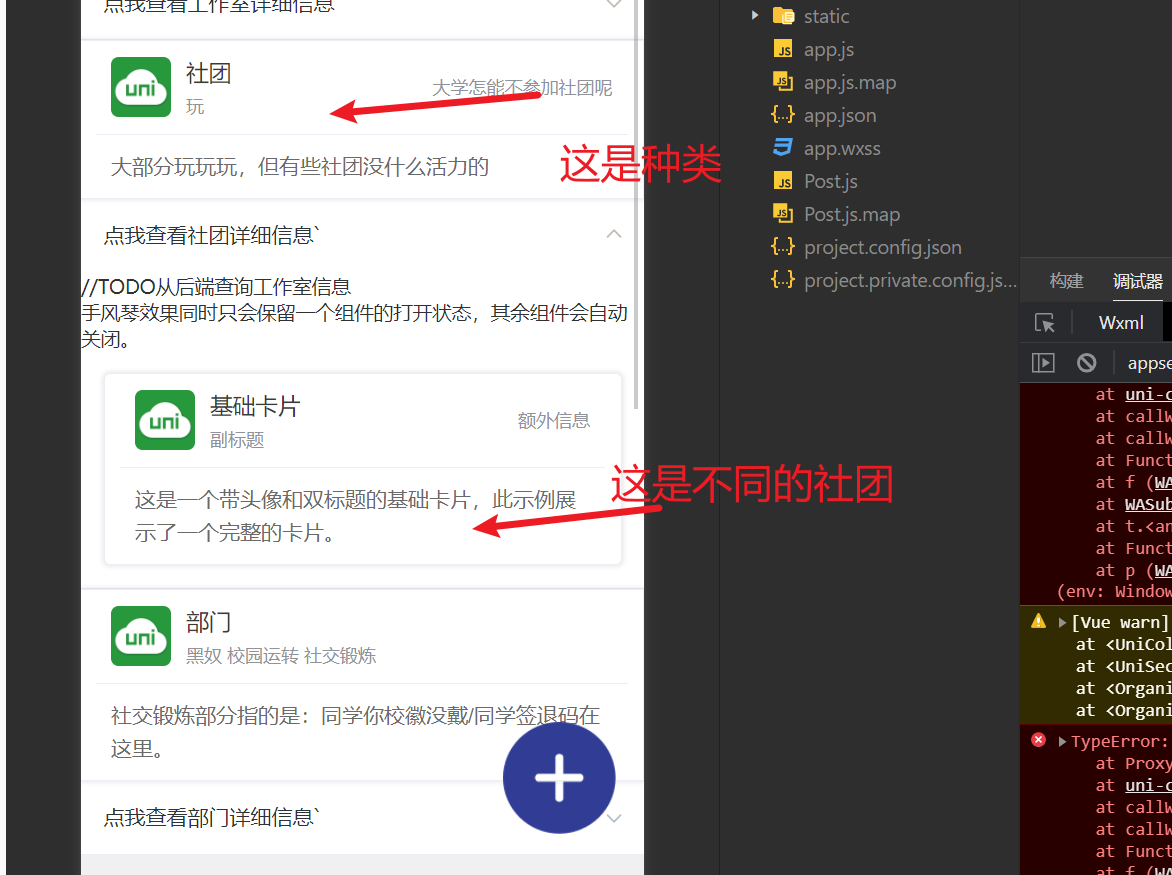 点我查看工作室详细信息
社团
玩
大学怎能不参加社团呢
大部分玩玩玩，但有些社团没什么活力的
这是种类
点我查看社团详细信息`
//TODO从后端查询工作室信息
手风琴效果同时只会保留一个组件的打开状态，其余组件会自动
关闭。
uni
基础卡片
副标题
额外信息
这是一个带头像和双标题的基础卡片，此示例展
示了一个完整的卡片。
这是不同的社团
uni
部门
黑奴 校园运转 社交锻炼
社交锻炼部分指的是：同学你校徽没戴/同学签退码在
这里。
点我查看部门详细信息`
uni
static
JS app.js
JS app.js.map
{..} app.json
app.wxss
JS Post.js
JS Post.js.map
{..} project.config.json
{..} project.private.config.js...
构建 调试器
Wxml
appse
at uni-c
at callW
at callW
at Funct
at f (WA
at WASub
at t.<an
at Funct
at p (WA
(env: Window
[Vue warn]
at <UniCol
at <UniSec
at <Organi
at <Organi
TypeError:
at Proxy
at uni-c
at callW
at callW
at Funct
at f (WA